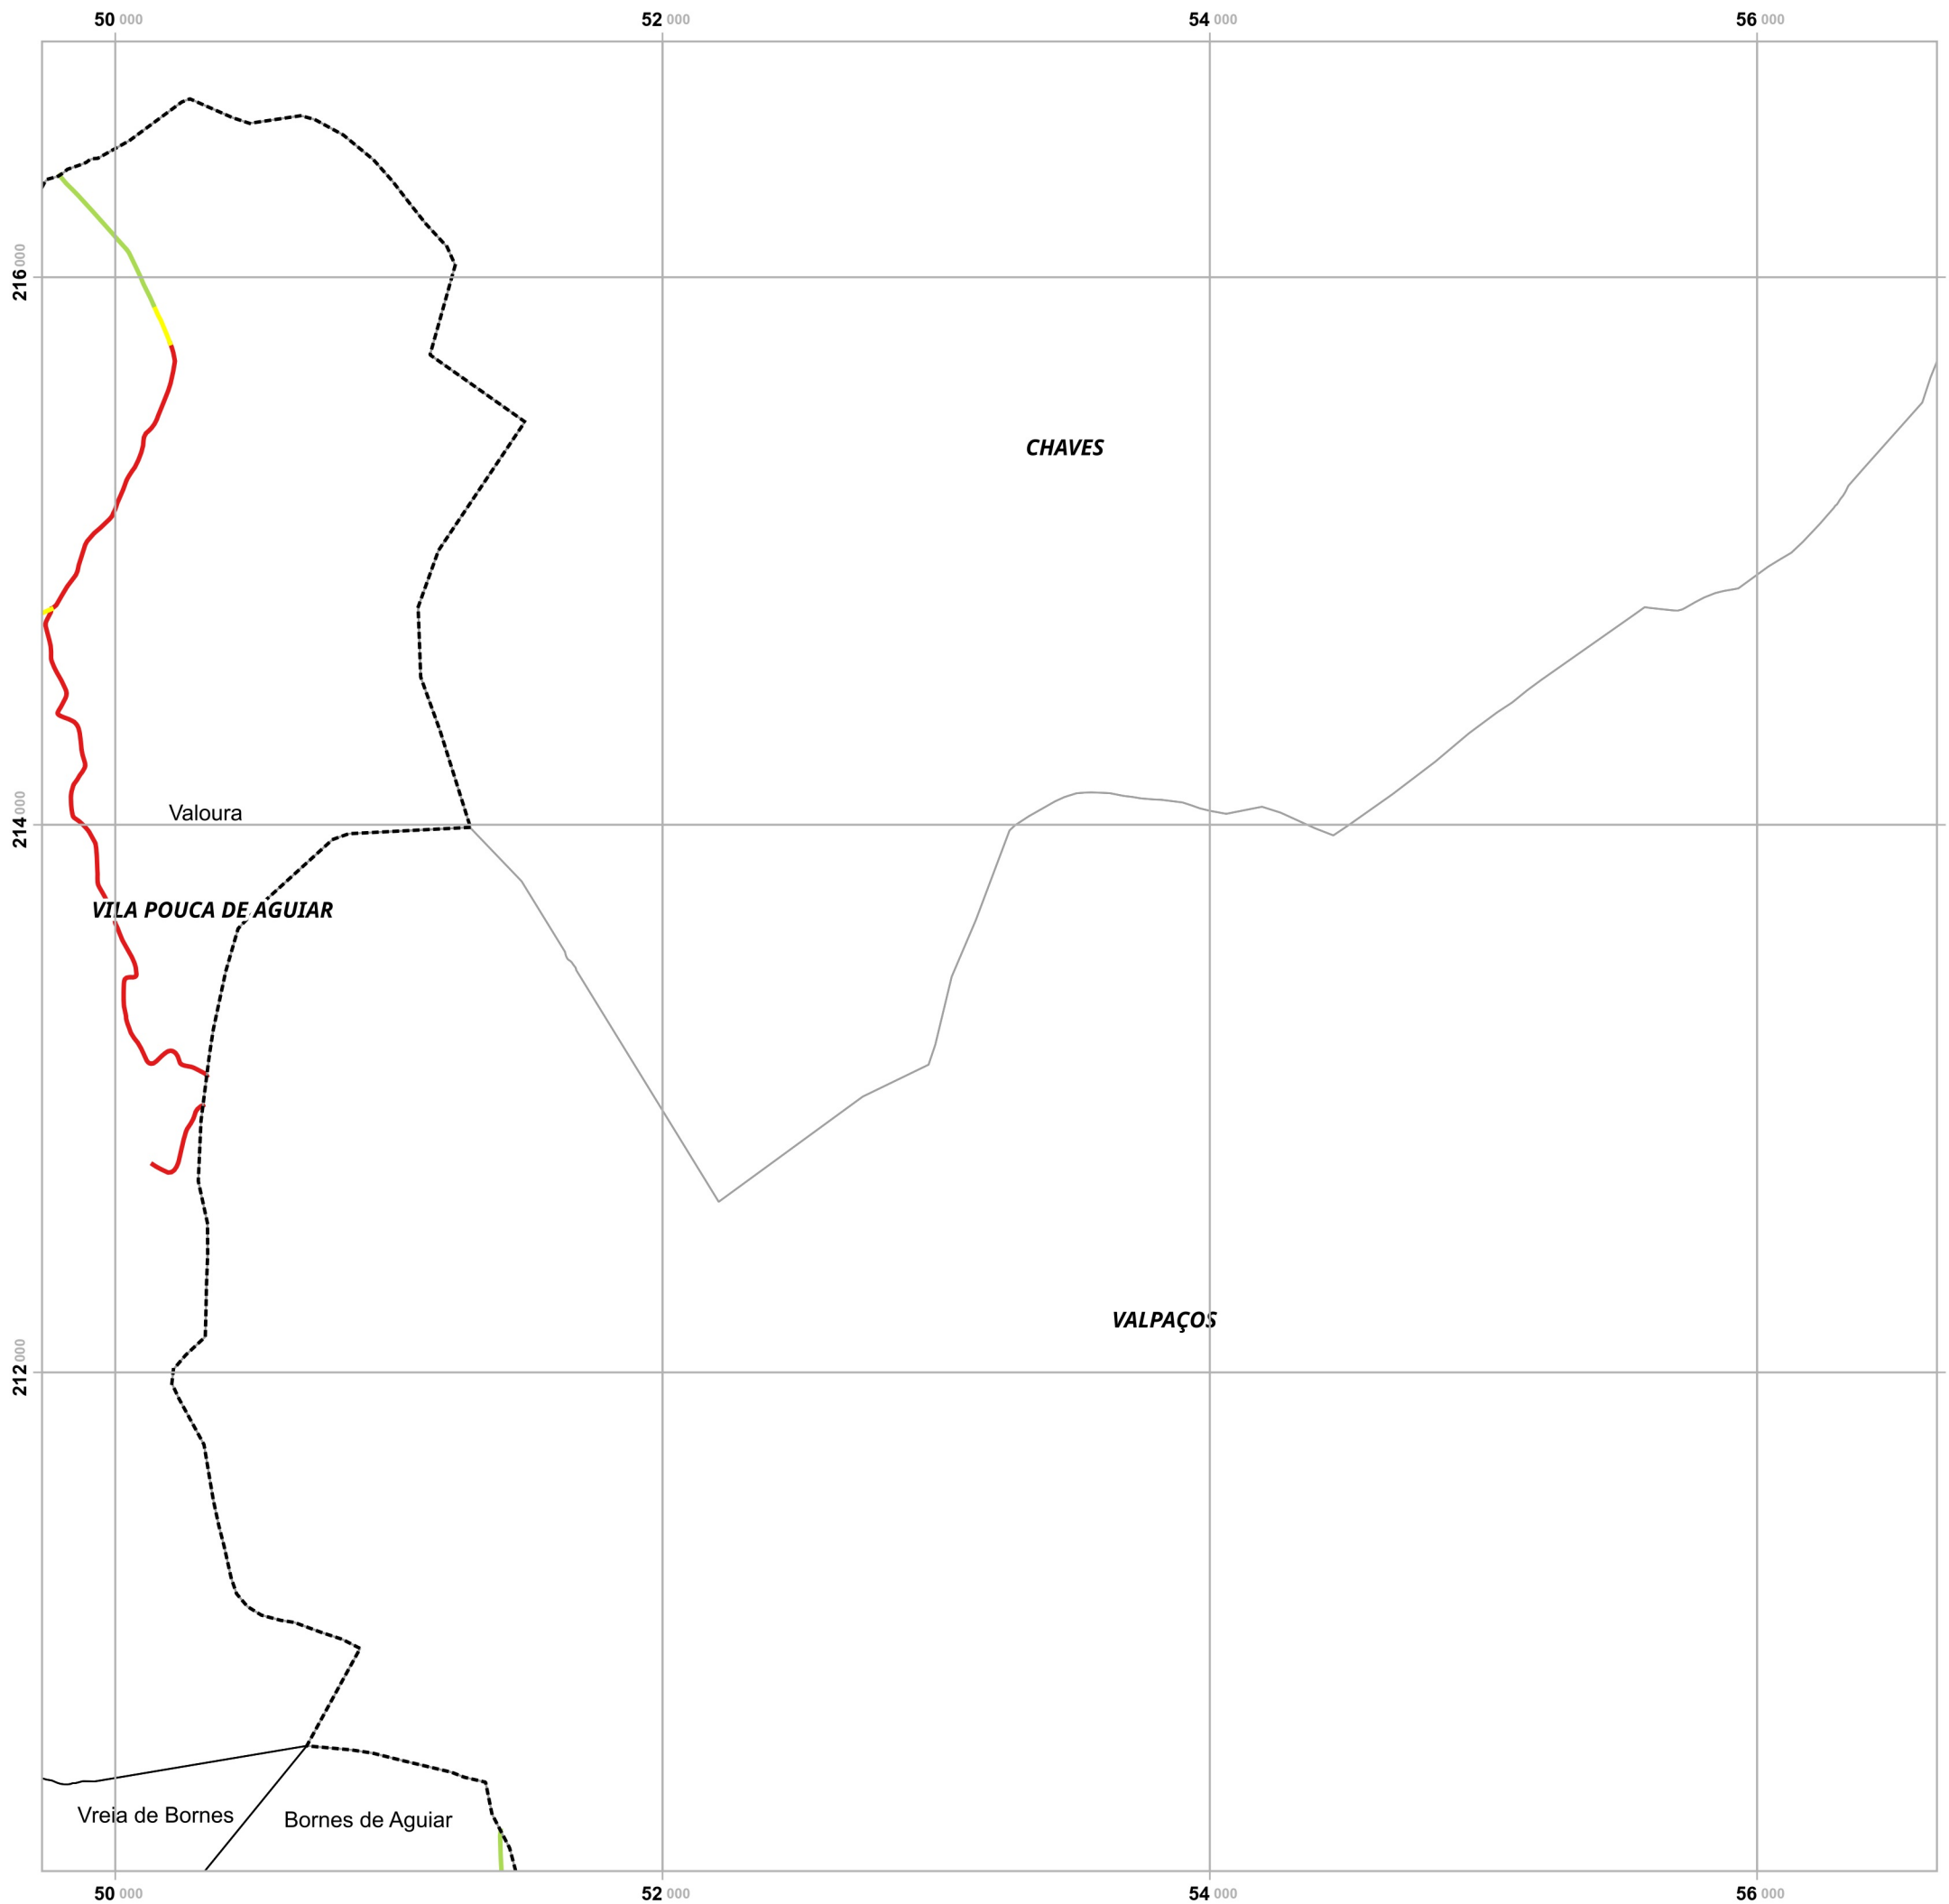 50 000 52 000 54 000 56 000
216 000
CHAVES
214 000
Valoura
VILA POUCA DE AGUIAR
VALPAÇOS
212 000
Vreia de Bornes
Bornes de Aguiar
50 000 52 000 54 000 56 000